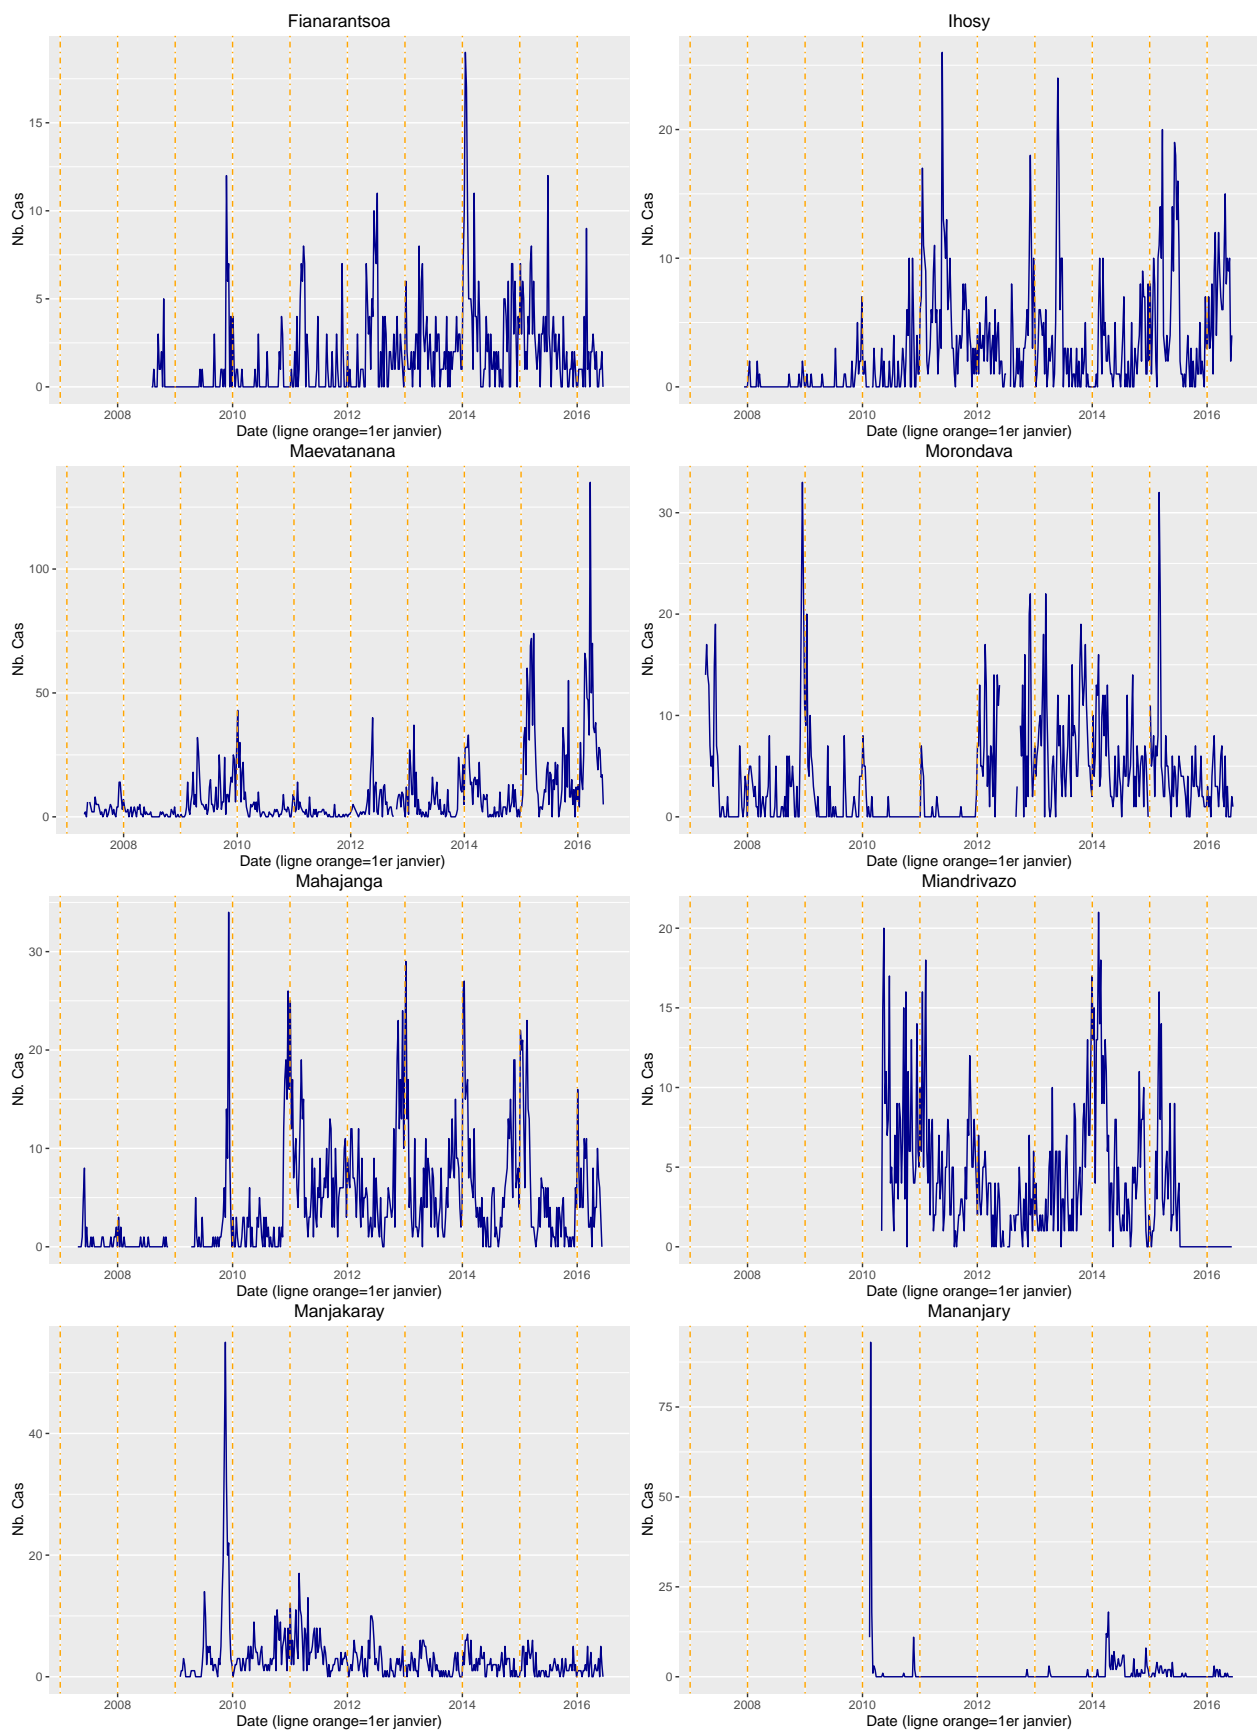 Fianarantsoa
15
10
5
0
Nb. Cas
2008 2010 2012 2014 2016
Date (ligne orange=1er janvier)
Ihosy
20
10
0
Nb. Cas
2008 2010 2012 2014 2016
Date (ligne orange=1er janvier)
Maevatanana
100
50
0
Nb. Cas
2008 2010 2012 2014 2016
Date (ligne orange=1er janvier)
Morondava
30
20
10
0
Nb. Cas
2008 2010 2012 2014 2016
Date (ligne orange=1er janvier)
Mahajanga
30
20
10
0
Nb. Cas
2008 2010 2012 2014 2016
Date (ligne orange=1er janvier)
Miandrivazo
20
15
10
5
0
Nb. Cas
2008 2010 2012 2014 2016
Date (ligne orange=1er janvier)
Manjakaray
40
20
0
Nb. Cas
2008 2010 2012 2014 2016
Date (ligne orange=1er janvier)
Mananjary
75
50
25
0
Nb. Cas
2008 2010 2012 2014 2016
Date (ligne orange=1er janvier)